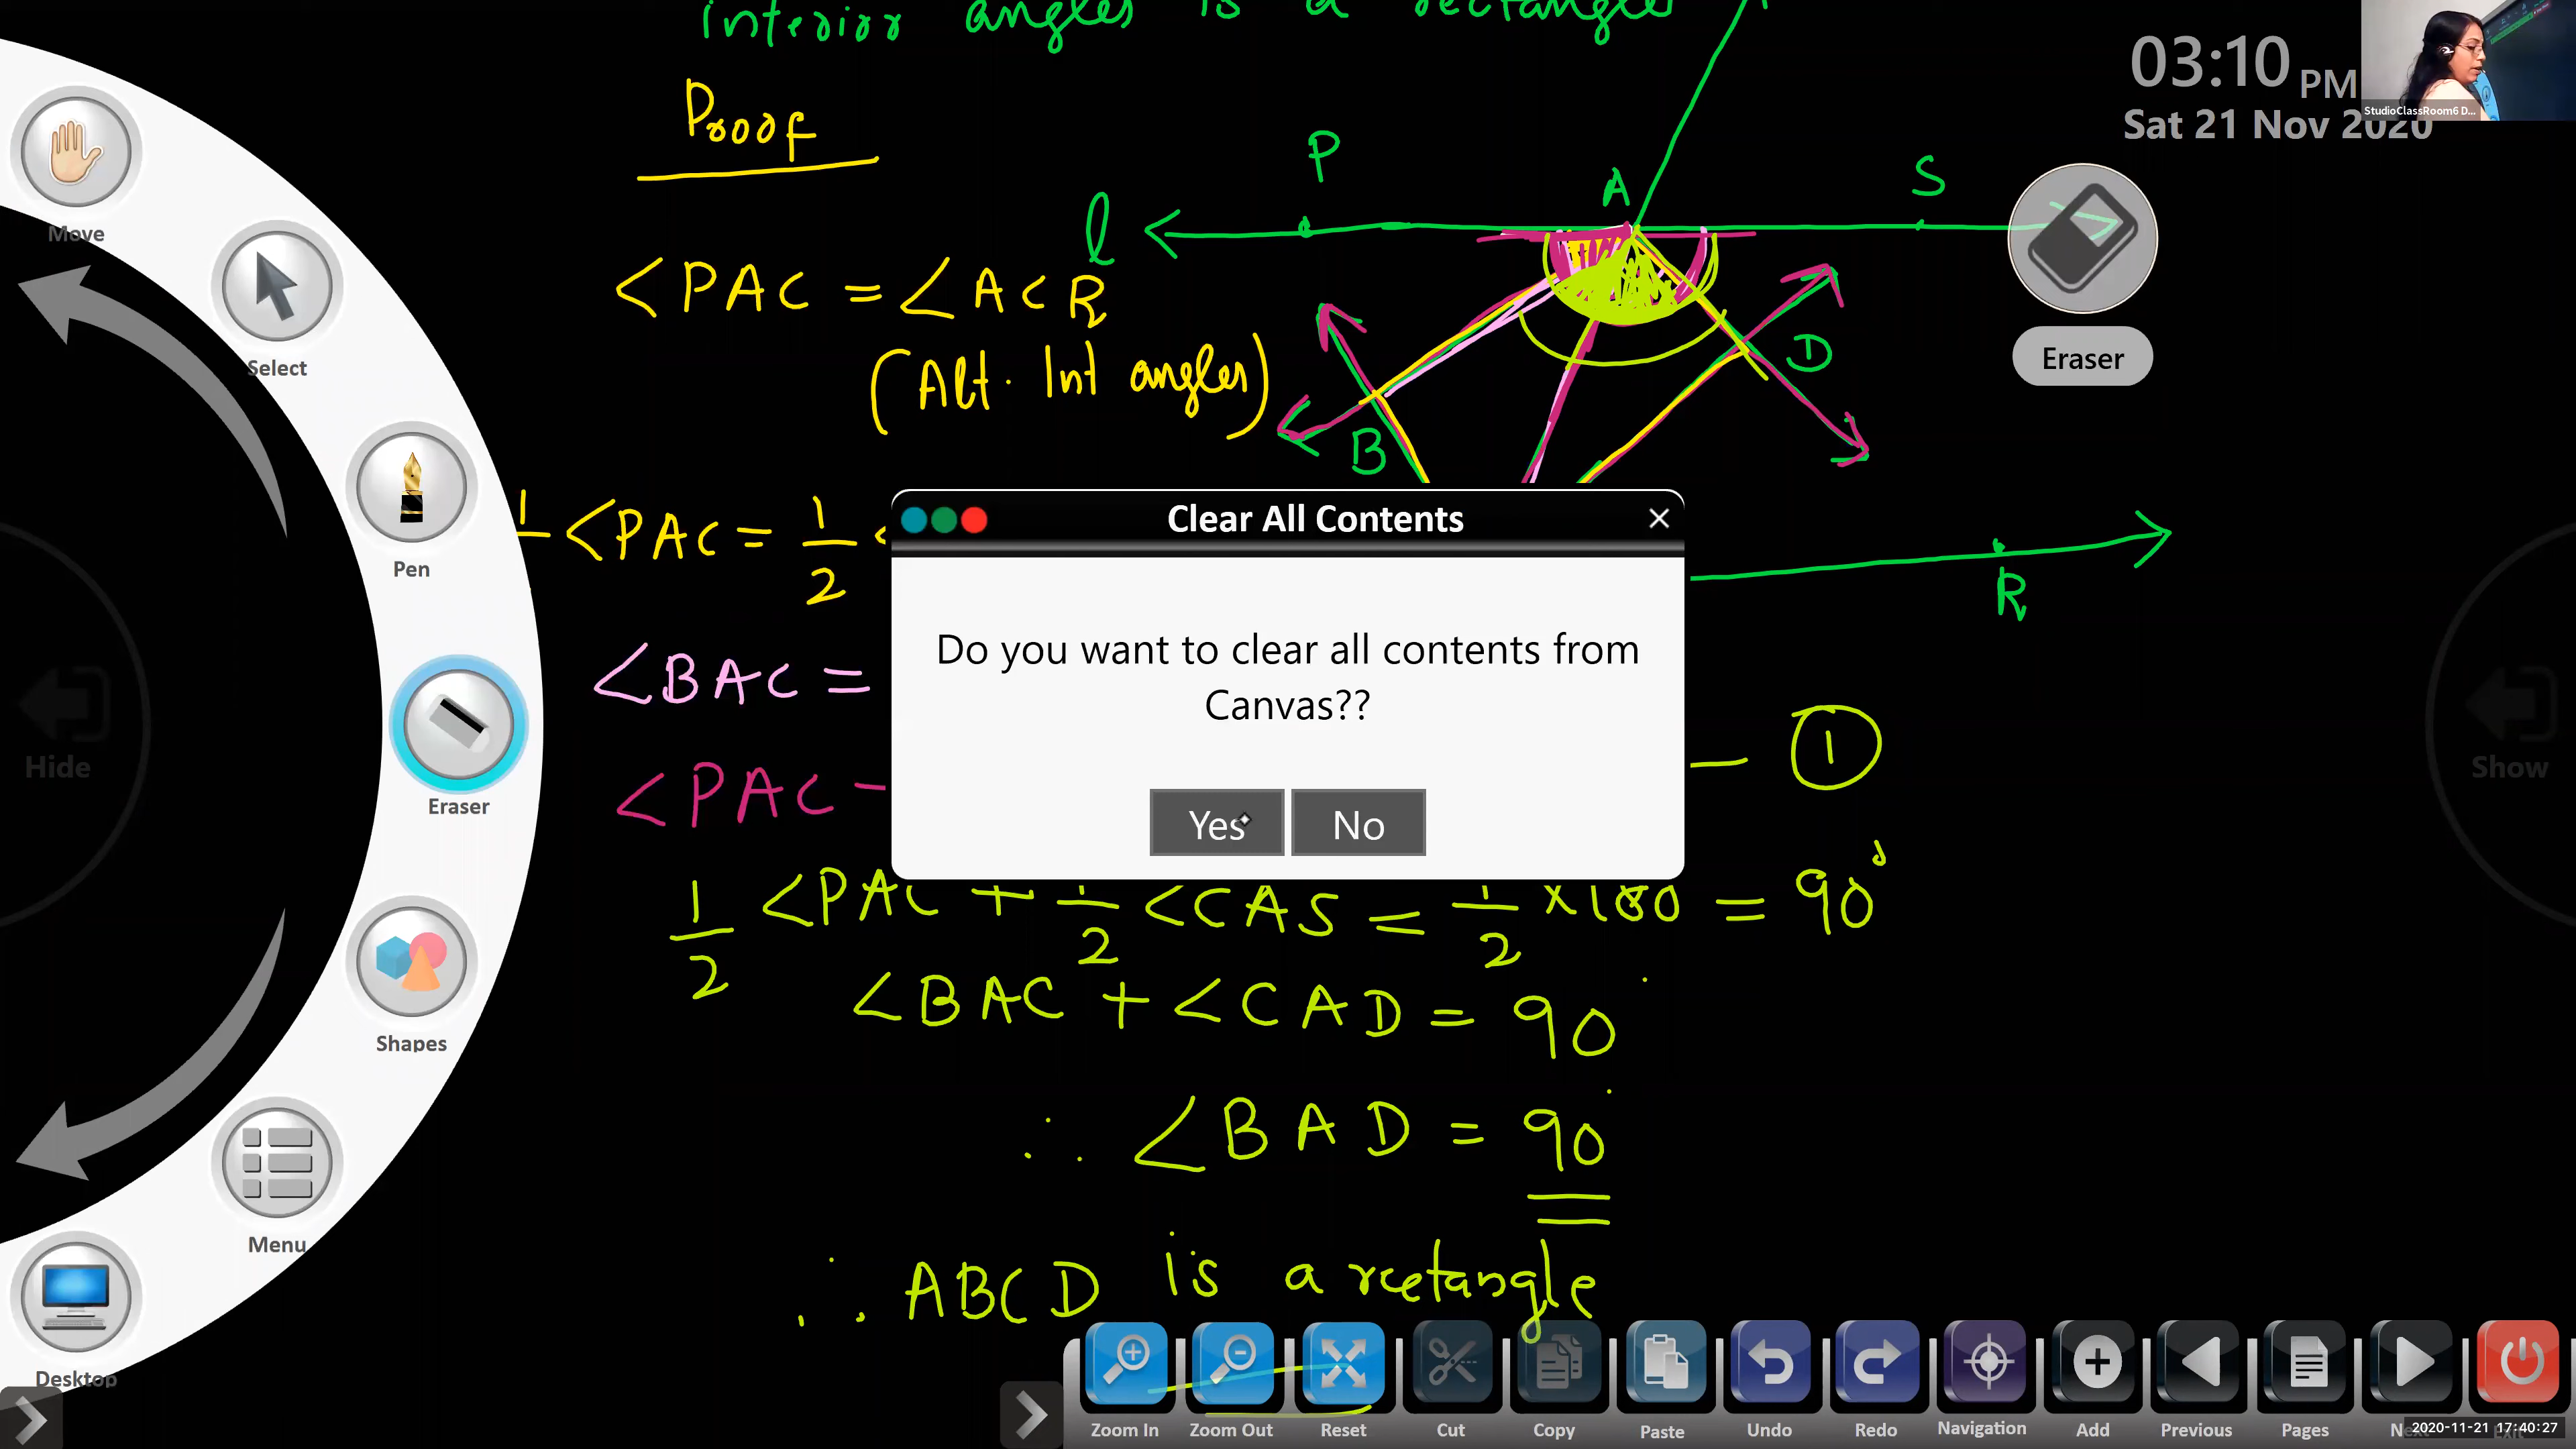 interior angles is a rectangles
03:10 PM
Sat 21 Nov 2020
StudioClassRoom6 D...
Proof
P
A
S
l
<PAC = <ACR
(Alt. Int angles)
D
B
Eraser
Move
Select
Pen
Eraser
Shapes
Menu
Desktop
Hide
Show
<PAC = 1/2 <
R
<BAC =
<PAC -
- 1
Clear All Contents
Do you want to clear all contents from
Canvas??
Yes
No
1/2 <PAC + 1/2 <CAS = 1/2 × 180 = 90°
<BAC + <CAD = 90°
∴ <BAD = 90°
∴ ABCD is a rectangle
Zoom In
Zoom Out
Reset
Cut
Copy
Paste
Undo
Redo
Navigation
Add
Previous
Pages
2020-11-21 17:40:27